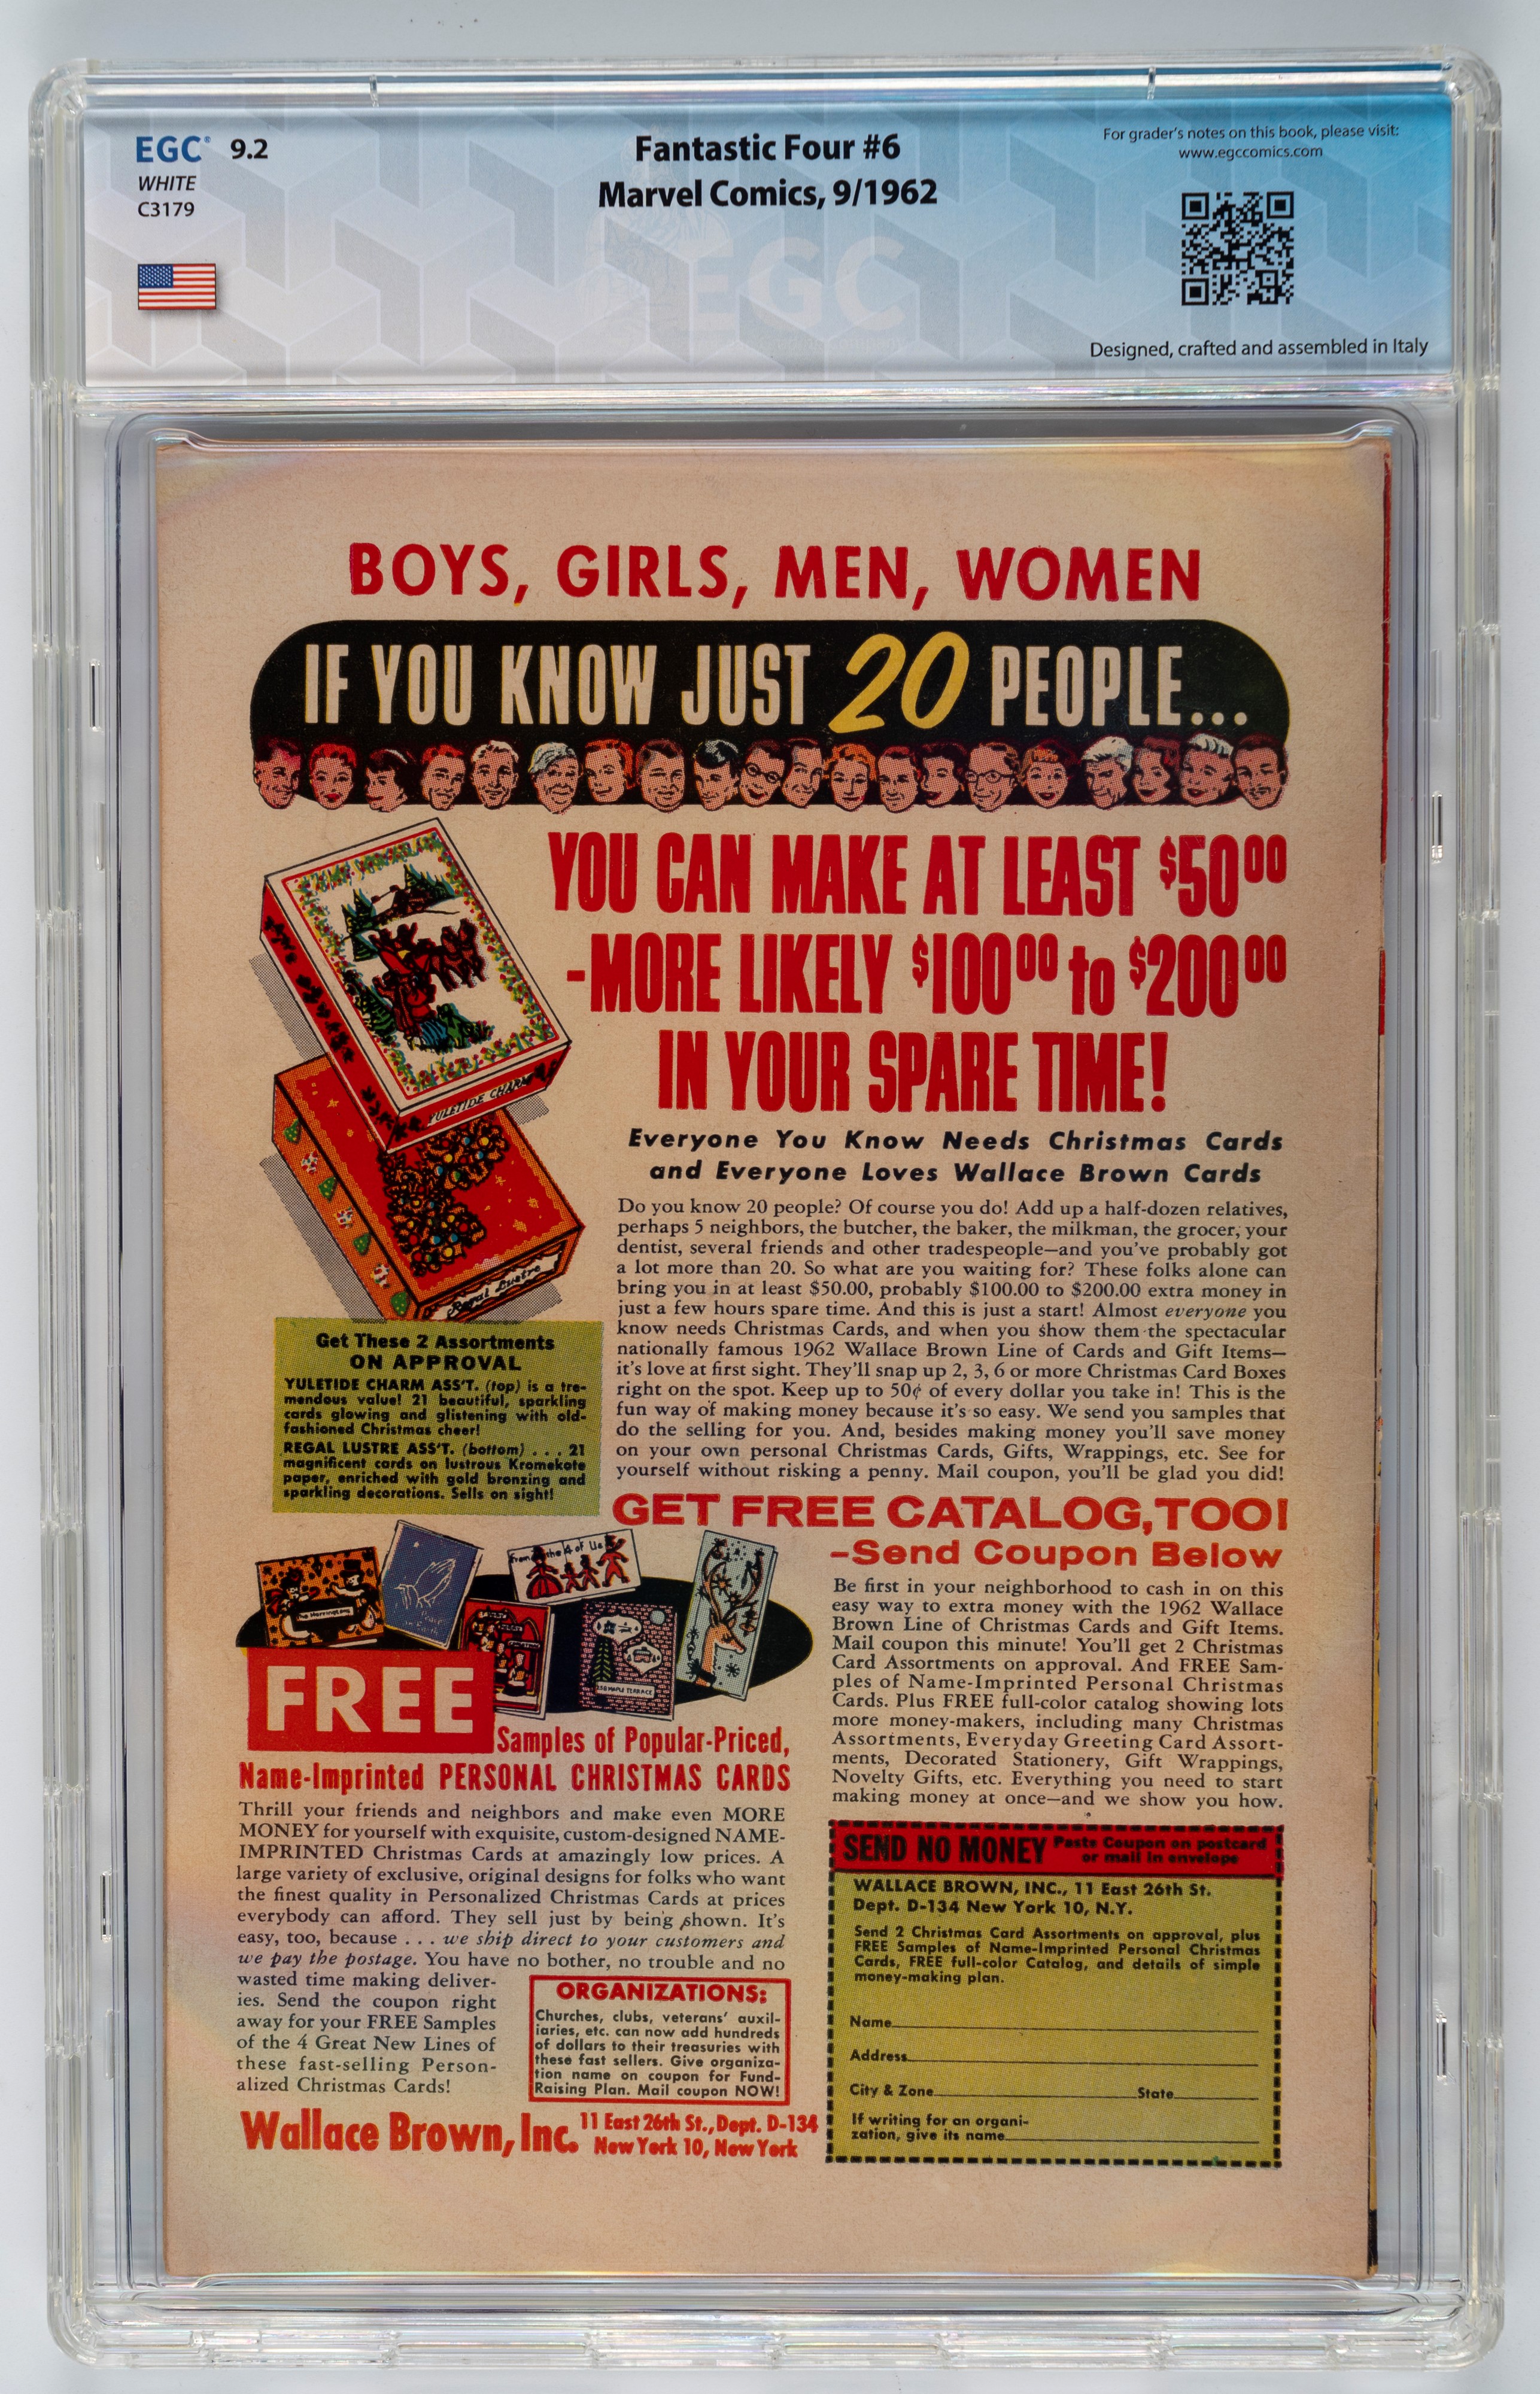 EGC® 9.2
WHITE
C3179
Fantastic Four #6
Marvel Comics, 9/1962
For grader's notes on this book, please visit:
www.egccomics.com
Designed, crafted and assembled in Italy
EGC
BOYS, GIRLS, MEN, WOMEN
IF YOU KNOW JUST 20 PEOPLE...
YOU CAN MAKE AT LEAST $50.00
-MORE LIKELY $100.00 to $200.00
IN YOUR SPARE TIME!
YULETIDE CHARM
Regal Lustre
Everyone You Know Needs Christmas Cards
and Everyone Loves Wallace Brown Cards
Do you know 20 people? Of course you do! Add up a half-dozen relatives,
perhaps 5 neighbors, the butcher, the baker, the milkman, the grocer, your
dentist, several friends and other tradespeople—and you've probably got
a lot more than 20. So what are you waiting for? These folks alone can
bring you in at least $50.00, probably $100.00 to $200.00 extra money in
just a few hours spare time. And this is just a start! Almost everyone you
know needs Christmas Cards, and when you show them the spectacular
nationally famous 1962 Wallace Brown Line of Cards and Gift Items—
it's love at first sight. They'll snap up 2, 3, 6 or more Christmas Card Boxes
right on the spot. Keep up to 50¢ of every dollar you take in! This is the
fun way of making money because it's so easy. We send you samples that
do the selling for you. And, besides making money you'll save money
on your own personal Christmas Cards, Gifts, Wrappings, etc. See for
yourself without risking a penny. Mail coupon, you'll be glad you did!
Get These 2 Assortments
ON APPROVAL
YULETIDE CHARM ASS'T. (top) is a tre-
mendous value! 21 beautiful, sparkling
cards glowing and glistening with old-
fashioned Christmas cheer!
REGAL LUSTRE ASS'T. (bottom) . . . 21
magnificent cards on lustrous Kromekote
paper, enriched with gold bronzing and
sparkling decorations. Sells on sight!
GET FREE CATALOG, TOO!
-Send Coupon Below
Be first in your neighborhood to cash in on this
easy way to extra money with the 1962 Wallace
Brown Line of Christmas Cards and Gift Items.
Mail coupon this minute! You'll get 2 Christmas
Card Assortments on approval. And FREE Sam-
ples of Name-Imprinted Personal Christmas
Cards. Plus FREE full-color catalog showing lots
more money-makers, including many Christmas
Assortments, Everyday Greeting Card Assort-
ments, Decorated Stationery, Gift Wrappings,
Novelty Gifts, etc. Everything you need to start
making money at once—and we show you how.
The Harringtons
Peace on Earth
From the 4 of Us
258 MAPLE TERRACE
FREE
Samples of Popular-Priced,
Name-Imprinted PERSONAL CHRISTMAS CARDS
Thrill your friends and neighbors and make even MORE
MONEY for yourself with exquisite, custom-designed NAME-
IMPRINTED Christmas Cards at amazingly low prices. A
large variety of exclusive, original designs for folks who want
the finest quality in Personalized Christmas Cards at prices
everybody can afford. They sell just by being shown. It's
easy, too, because . . . we ship direct to your customers and
we pay the postage. You have no bother, no trouble and no
wasted time making deliver-
ies. Send the coupon right
away for your FREE Samples
of the 4 Great New Lines of
these fast-selling Person-
alized Christmas Cards!
ORGANIZATIONS:
Churches, clubs, veterans' auxil-
iaries, etc. can now add hundreds
of dollars to their treasuries with
these fast sellers. Give organiza-
tion name on coupon for Fund-
Raising Plan. Mail coupon NOW!
Wallace Brown, Inc. 11 East 26th St., Dept. D-134
New York 10, New York
SEND NO MONEY Paste Coupon on postcard
or mail in envelope
WALLACE BROWN, INC., 11 East 26th St.
Dept. D-134 New York 10, N.Y.
Send 2 Christmas Card Assortments on approval, plus
FREE Samples of Name-Imprinted Personal Christmas
Cards, FREE full-color Catalog, and details of simple
money-making plan.
Name
Address
City & Zone State
If writing for an organi-
zation, give its name